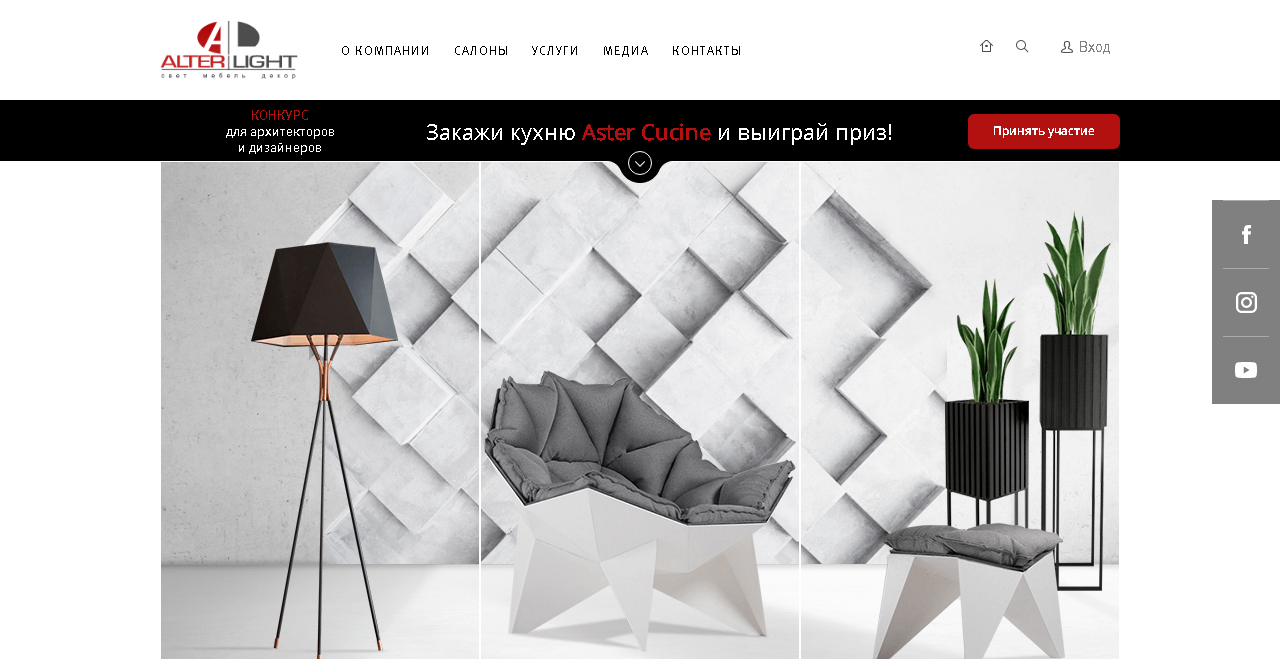 ALTER LIGHT
свет мебель декор
О КОМПАНИИ САЛОНЫ УСЛУГИ МЕДИА КОНТАКТЫ
Вход
КОНКУРС
для архитекторов
и дизайнеров
Закажи кухню Aster Cucine и выиграй приз!
Принять участие